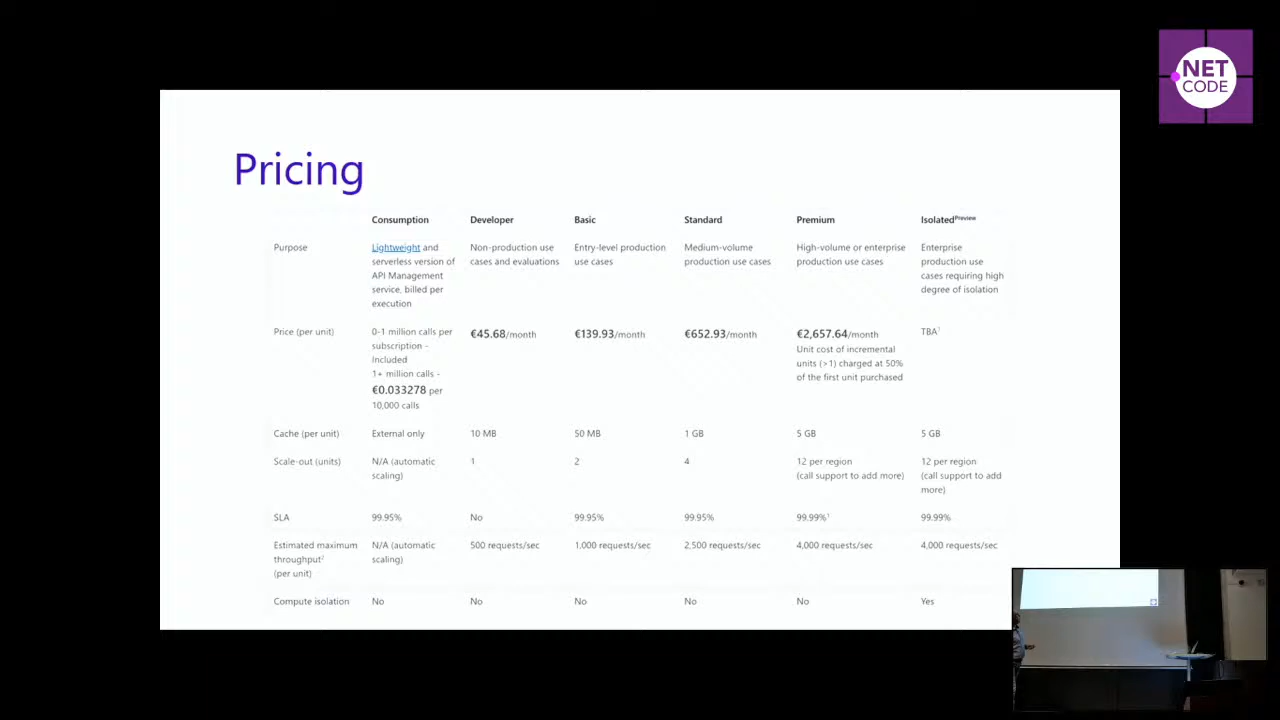 NET
CODE
Pricing
Consumption Developer Basic Standard Premium IsolatedPreview
Purpose Lightweight and Non-production use Entry-level production Medium-volume High-volume or enterprise Enterprise
serverless version of cases and evaluations use cases production use cases production use cases production use
API Management cases requiring high
service, billed per degree of isolation
execution
Price (per unit) 0-1 million calls per €45.68/month €139.93/month €652.93/month €2,657.64/month TBA¹
subscription - Unit cost of incremental
Included units (>1) charged at 50%
1+ million calls - of the first unit purchased
€0.033278 per
10,000 calls
Cache (per unit) External only 10 MB 50 MB 1 GB 5 GB 5 GB
Scale-out (units) N/A (automatic 1 2 4 12 per region 12 per region
scaling) (call support to add more) (call support to add
more)
SLA 99.95% No 99.95% 99.95% 99.99%¹ 99.99%
Estimated maximum N/A (automatic 500 requests/sec 1,000 requests/sec 2,500 requests/sec 4,000 requests/sec 4,000 requests/sec
throughput² scaling)
(per unit)
Compute isolation No No No No No Yes